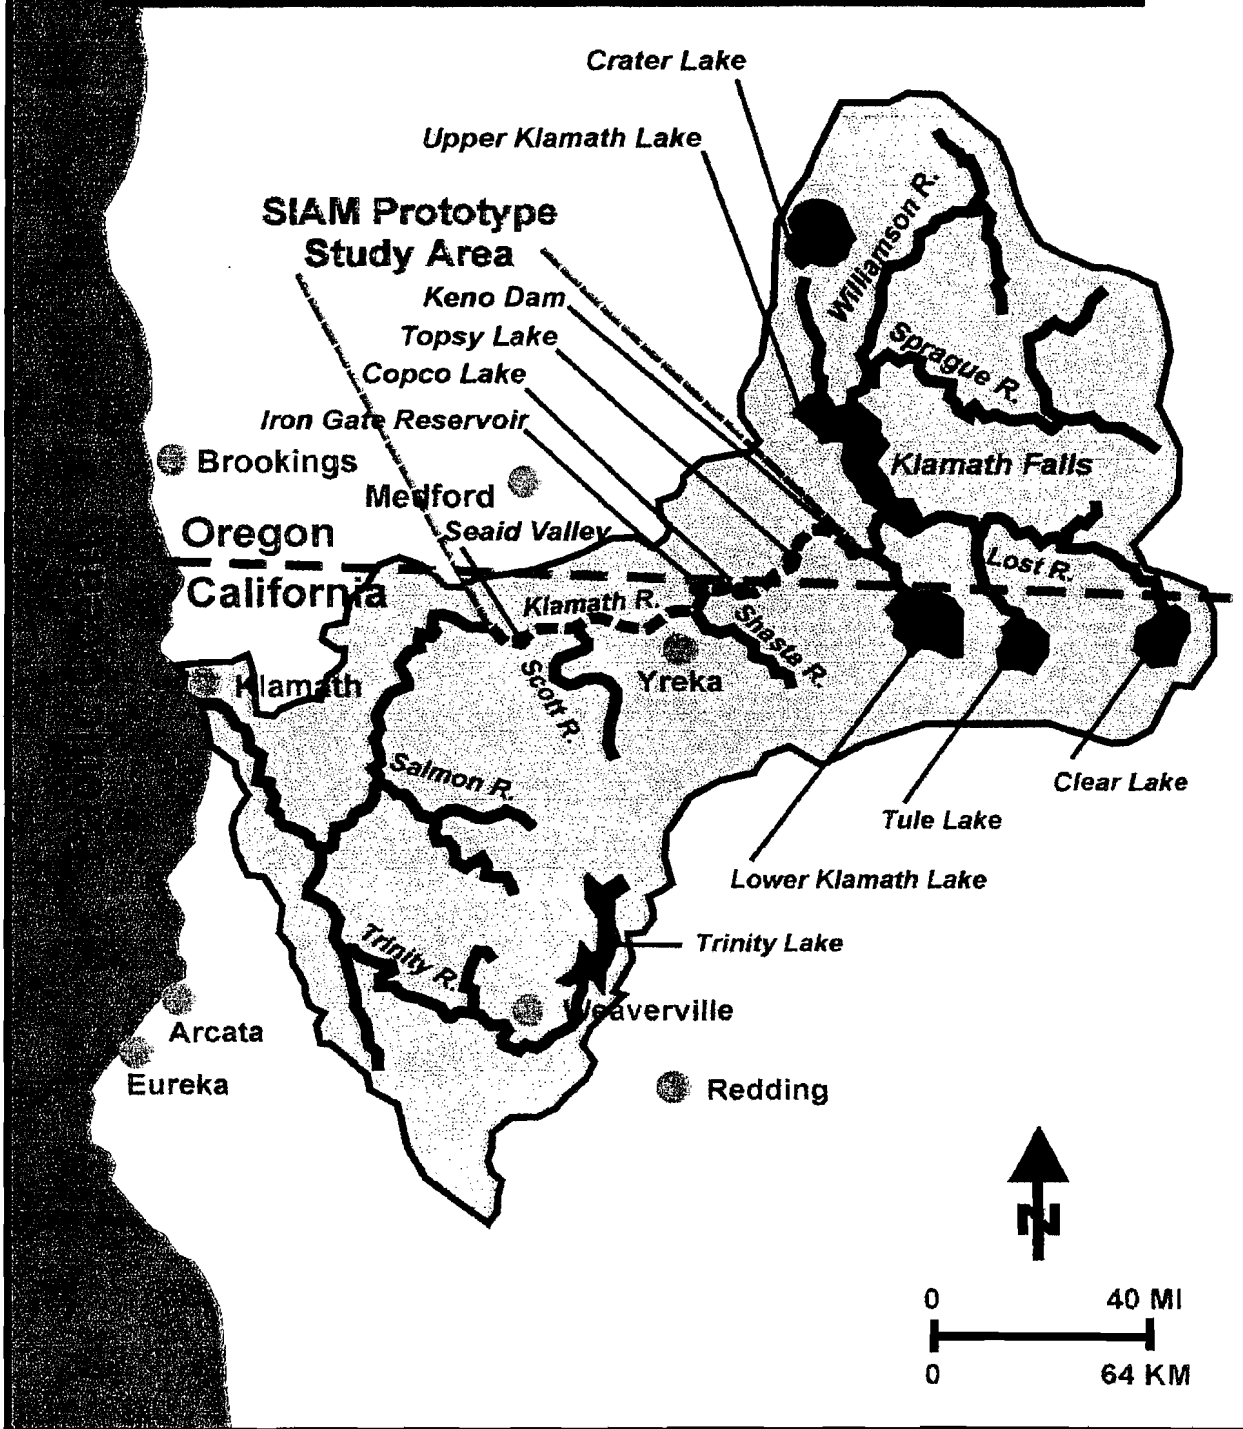 Crater Lake
Upper Klamath Lake
SIAM Prototype
Study Area
Keno Dam
Topsy Lake
Copco Lake
Iron Gate Reservoir
Williamson R.
Sprague R.
Brookings
Medford
Klamath Falls
Seaid Valley
Oregon
California
Lost R.
Klamath R.
Shasta R.
Scott R.
Yreka
Klamath
Salmon R.
Clear Lake
Tule Lake
Lower Klamath Lake
Trinity Lake
Trinity R.
Weaverville
Arcata
Eureka
Redding
N
0 40 MI
0 64 KM